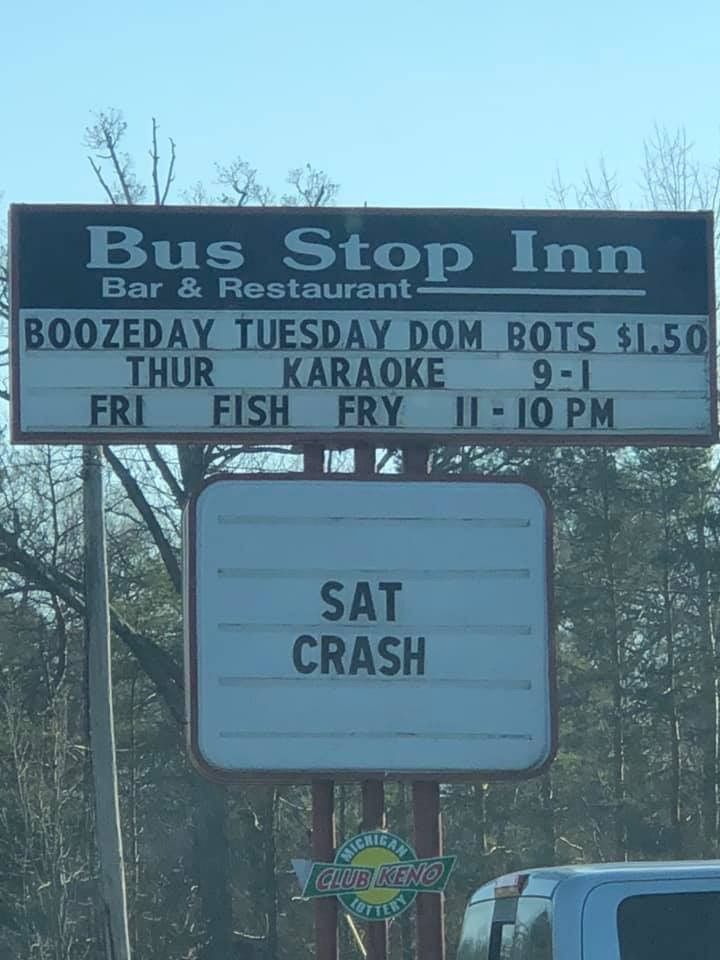 Bus Stop Inn
Bar & Restaurant
BOOZEDAY TUESDAY DOM BOTS $1.50
THUR KARAOKE 9-1
FRI FISH FRY 11-10 PM
SAT
CRASH
MICHIGAN
CLUB KENO
LOTTERY